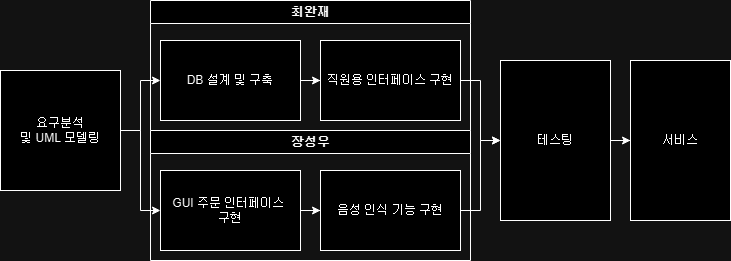 최완재
DB 설계 및 구축
직원용 인터페이스 구현
요구분석
및 UML 모델링
장성우
GUI 주문 인터페이스
구현
음성 인식 기능 구현
테스팅
서비스